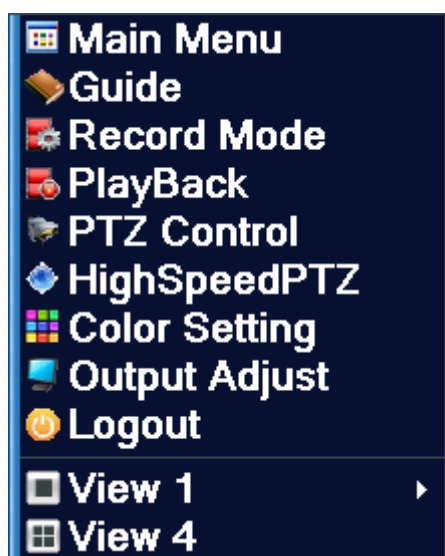 Main Menu
Guide
Record Mode
PlayBack
PTZ Control
HighSpeedPTZ
Color Setting
Output Adjust
Logout
View 1
View 4